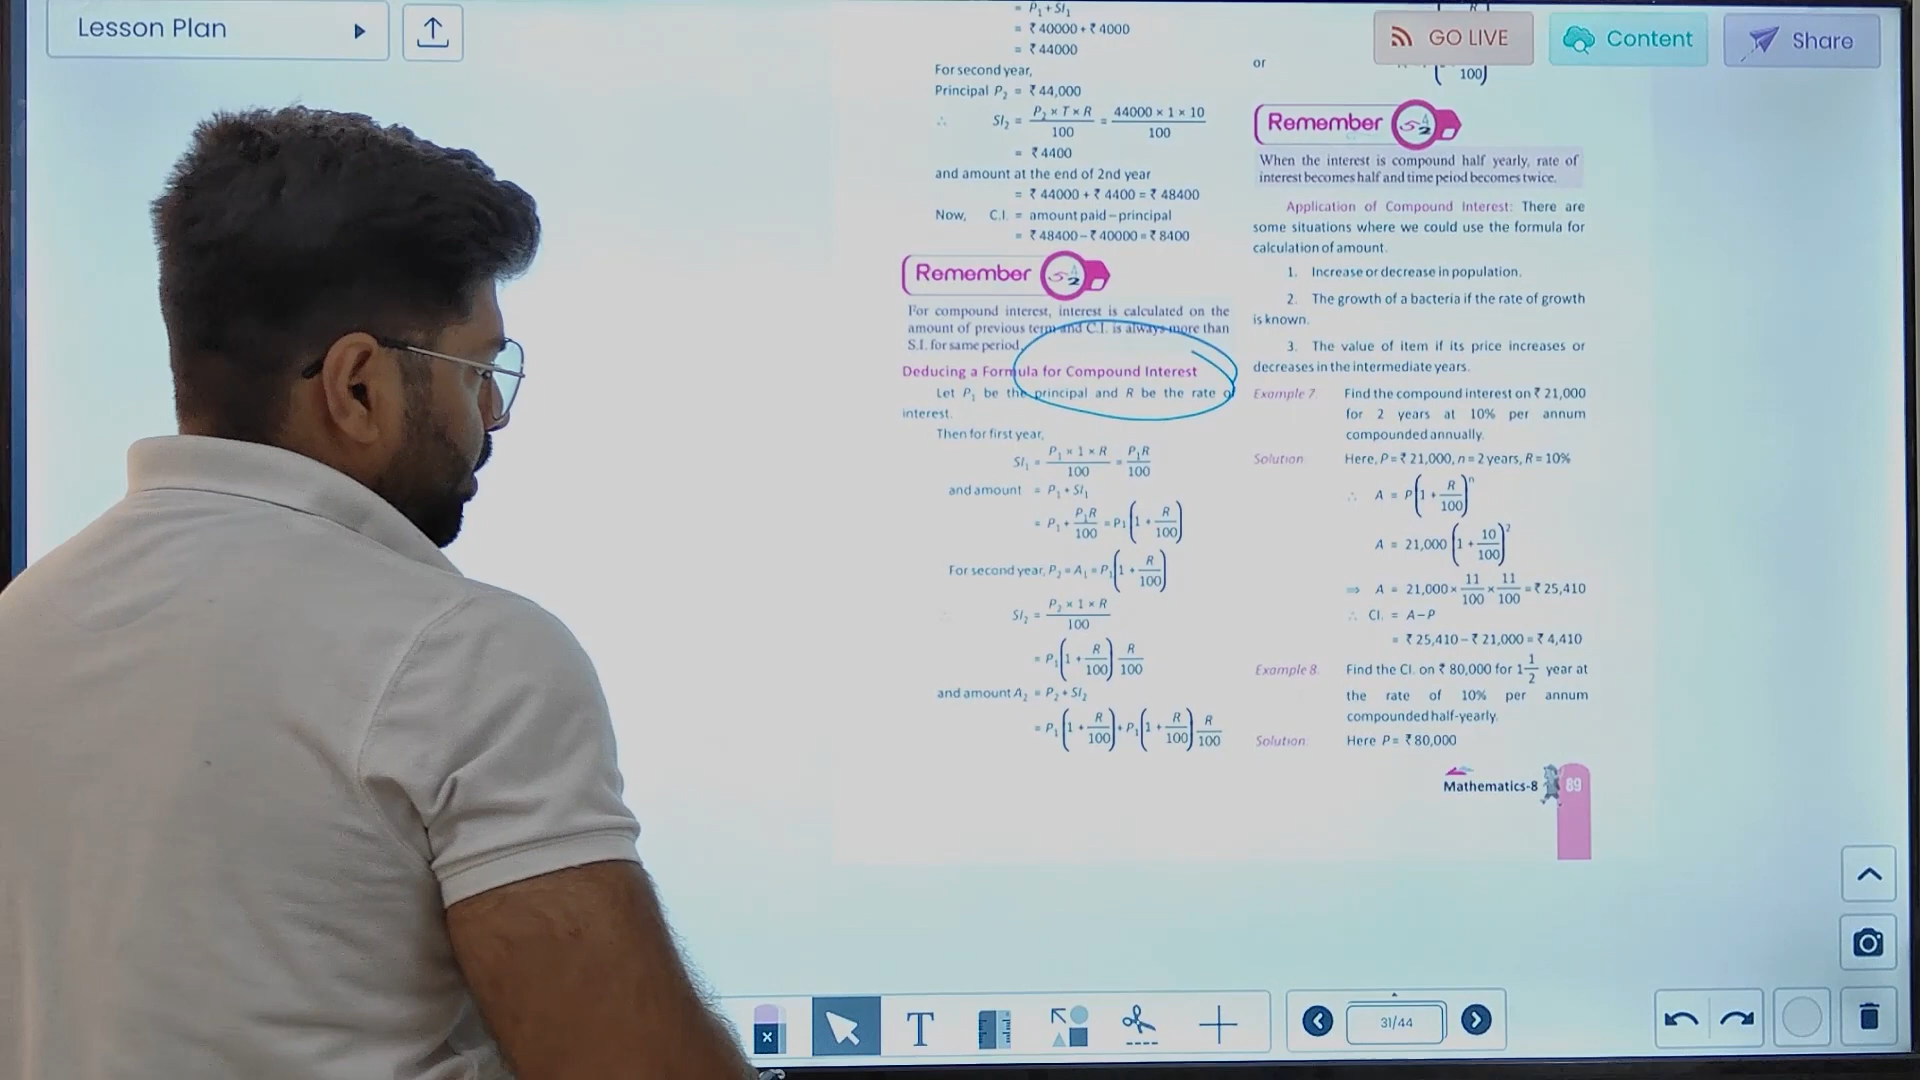 Lesson Plan
GO LIVE
Content
Share
= P₁ + SI₁
= ₹ 40000 + ₹ 4000
= ₹ 44000
For second year,
Principal P₂ = ₹ 44,000
∴ SI₂ = P₂ × T × R / 100 = 44000 × 1 × 10 / 100
= ₹ 4400
and amount at the end of 2nd year
= ₹ 44000 + ₹ 4400 = ₹ 48400
Now, C.I. = amount paid – principal
= ₹ 48400 – ₹ 40000 = ₹ 8400
Remember
For compound interest, interest is calculated on the
amount of previous term and C.I. is always more than
S.I. for same period.
Deducing a Formula for Compound Interest
Let P₁ be the principal and R be the rate of
interest.
Then for first year,
SI₁ = P₁ × 1 × R / 100 = P₁R / 100
and amount = P₁ + SI₁
= P₁ + P₁R / 100 = P₁(1 + R/100)
For second year, P₂ = A₁ = P₁(1 + R/100)
SI₂ = P₂ × 1 × R / 100
= P₁(1 + R/100) R/100
and amount A₂ = P₂ + SI₂
= P₁(1 + R/100) + P₁(1 + R/100) R/100
or
100)
Remember
When the interest is compound half yearly, rate of
interest becomes half and time peiod becomes twice.
Application of Compound Interest: There are
some situations where we could use the formula for
calculation of amount.
1. Increase or decrease in population.
2. The growth of a bacteria if the rate of growth
is known.
3. The value of item if its price increases or
decreases in the intermediate years.
Example 7. Find the compound interest on ₹ 21,000
for 2 years at 10% per annum
compounded annually.
Solution: Here, P = ₹ 21,000, n = 2 years, R = 10%
∴ A = P(1 + R/100)ⁿ
A = 21,000 (1 + 10/100)²
⇒ A = 21,000 × 11/100 × 11/100 = ₹ 25,410
∴ CI. = A – P
= ₹ 25,410 – ₹ 21,000 = ₹ 4,410
Example 8. Find the CI. on ₹ 80,000 for 1 1/2 year at
the rate of 10% per annum
compounded half-yearly.
Solution: Here P = ₹ 80,000
Mathematics-8 89
T
31/44